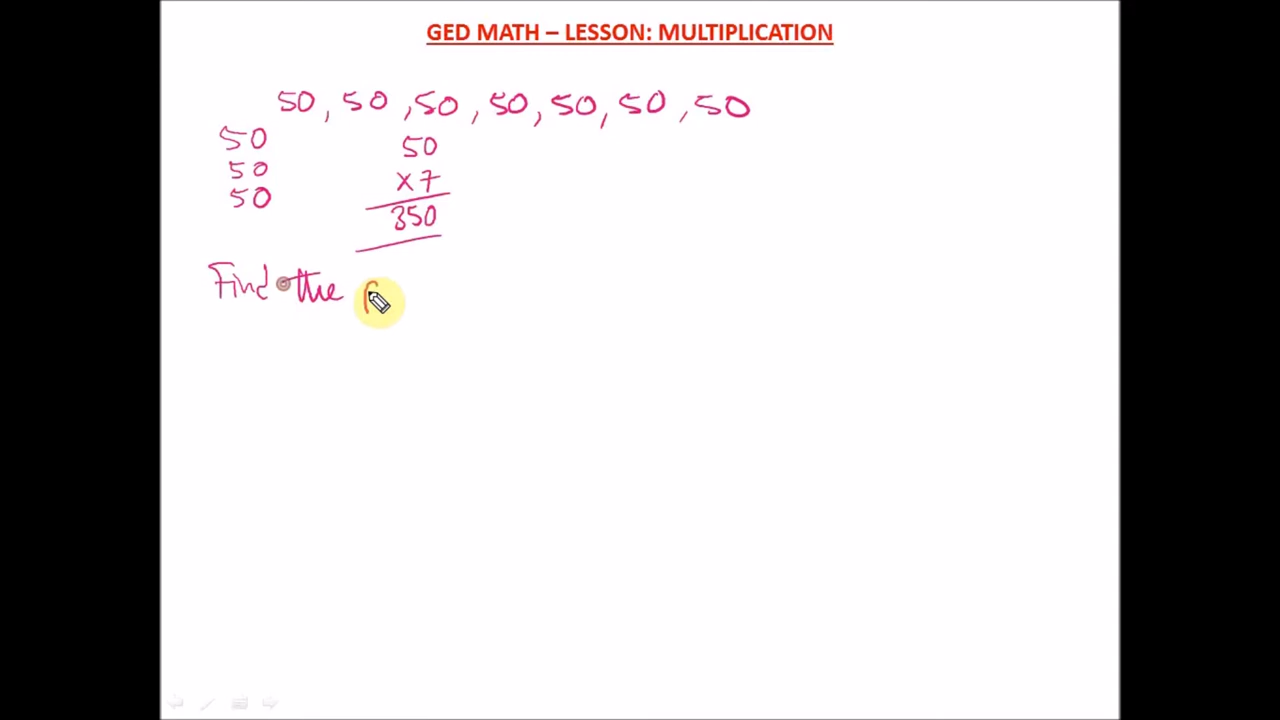 GED MATH – LESSON: MULTIPLICATION
50, 50, 50, 50, 50, 50, 50
50
50
50
50
x 7
350
Find the